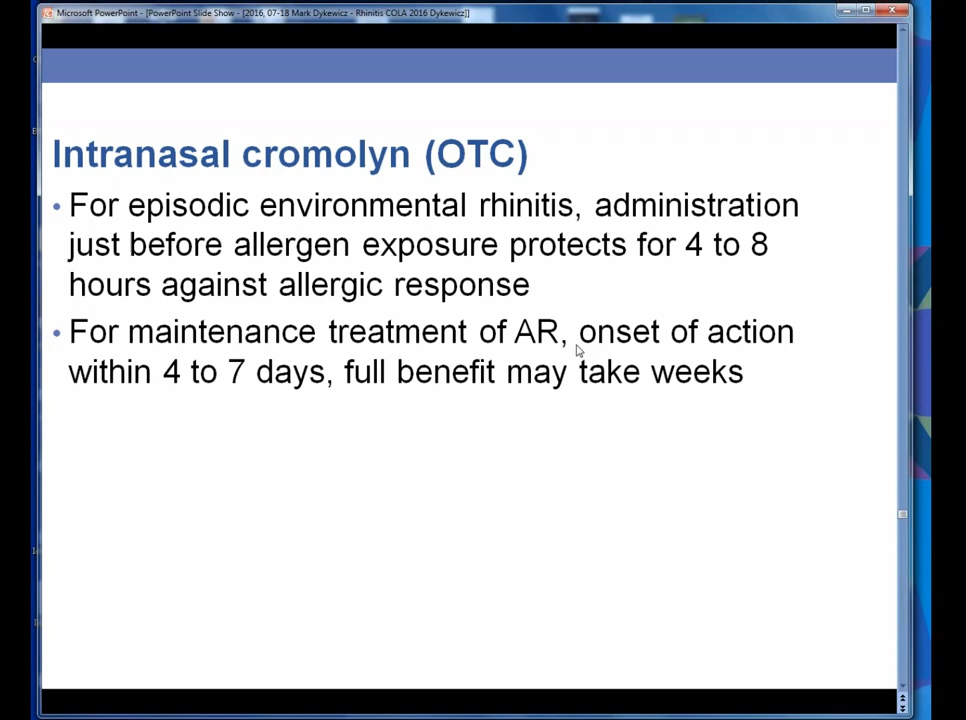 Microsoft PowerPoint - [PowerPoint Slide Show - [2016, 07-18 Mark Dykewicz - Rhinitis COLA 2016 Dykewicz]]
Intranasal cromolyn (OTC)
• For episodic environmental rhinitis, administration
just before allergen exposure protects for 4 to 8
hours against allergic response
• For maintenance treatment of AR, onset of action
within 4 to 7 days, full benefit may take weeks